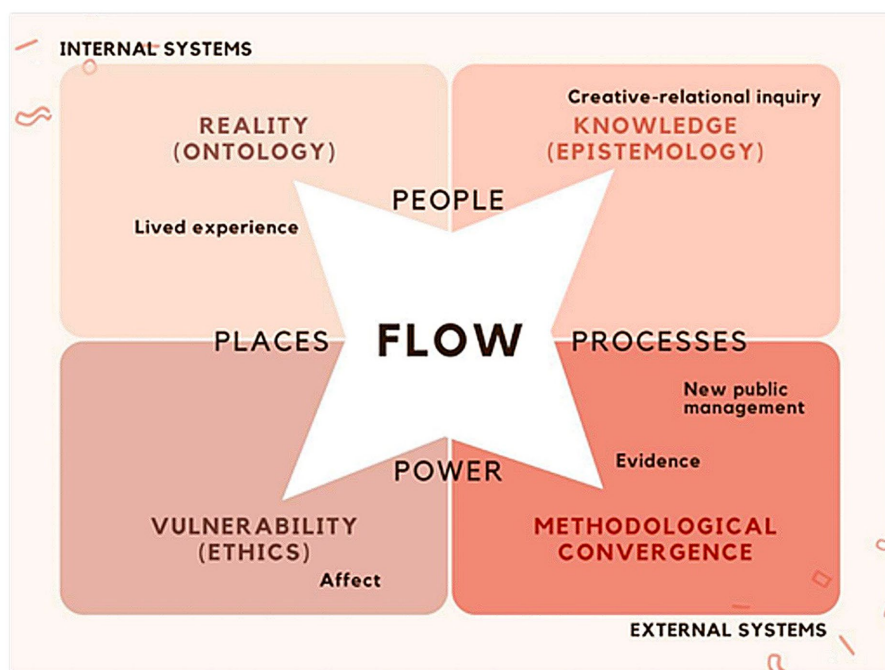 INTERNAL SYSTEMS
Creative-relational inquiry
REALITY
(ONTOLOGY)
KNOWLEDGE
(EPISTEMOLOGY)
PEOPLE
Lived experience
PLACES
FLOW
PROCESSES
New public
management
Evidence
POWER
VULNERABILITY
(ETHICS)
Affect
METHODOLOGICAL
CONVERGENCE
EXTERNAL SYSTEMS